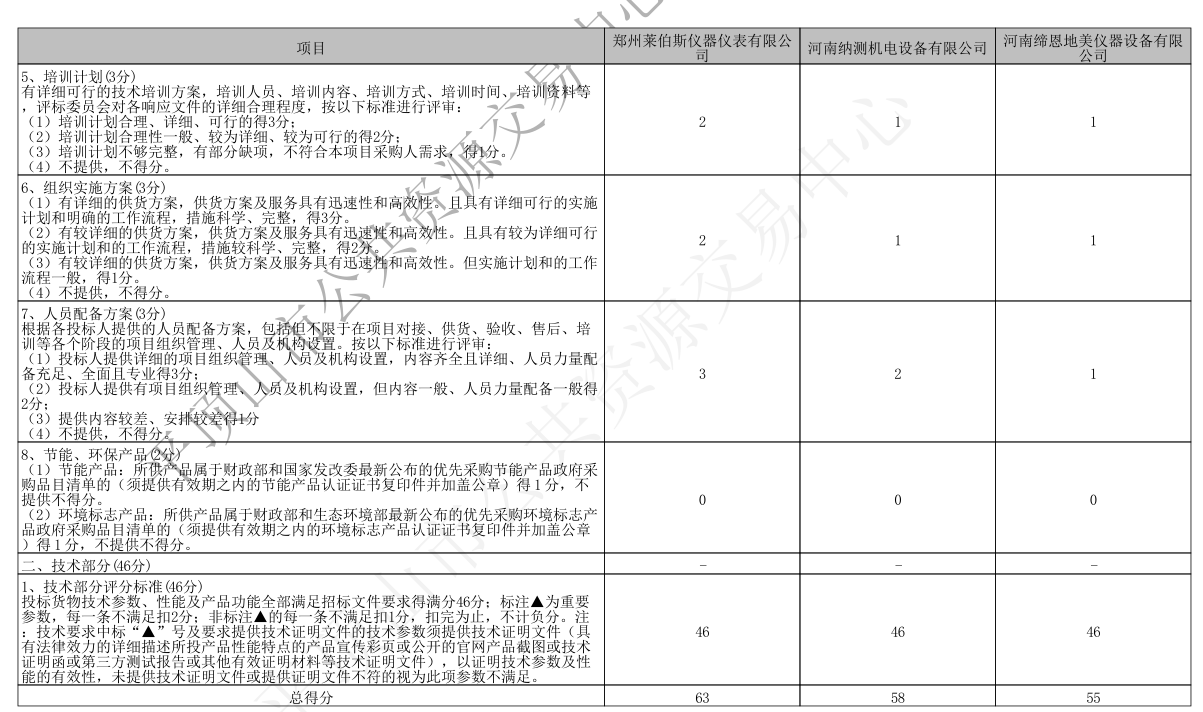 项目
郑州莱伯斯仪器仪表有限公
司
河南纳测机电设备有限公司
河南缔恩地美仪器设备有限
公司
5、培训计划(3分)
有详细可行的技术培训方案，培训人员、培训内容、培训方式、培训时间、培训资料等
，评标委员会对各响应文件的详细合理程度，按以下标准进行评审：
（1）培训计划合理、详细、可行的得3分；
（2）培训计划合理性一般、较为详细、较为可行的得2分；
（3）培训计划不够完整，有部分缺项，不符合本项目采购人需求，得1分。
（4）不提供，不得分。
2
1
1
6、组织实施方案(3分)
（1）有详细的供货方案，供货方案及服务具有迅速性和高效性。且具有详细可行的实施
计划和明确的工作流程，措施科学、完整，得3分。
（2）有较详细的供货方案，供货方案及服务具有迅速性和高效性。且具有较为详细可行
的实施计划和的工作流程，措施较科学、完整，得2分。
（3）有较详细的供货方案，供货方案及服务具有迅速性和高效性。但实施计划和的工作
流程一般，得1分。
（4）不提供，不得分。
2
1
1
7、人员配备方案(3分)
根据各投标人提供的人员配备方案，包括但不限于在项目对接、供货、验收、售后、培
训等各个阶段的项目组织管理、人员及机构设置。按以下标准进行评审：
（1）投标人提供详细的项目组织管理、人员及机构设置，内容齐全且详细、人员力量配
备充足、全面且专业得3分；
（2）投标人提供有项目组织管理、人员及机构设置，但内容一般、人员力量配备一般得
2分；
（3）提供内容较差、安排较差得1分
（4）不提供，不得分。
3
2
1
8、节能、环保产品(2分)
（1）节能产品：所供产品属于财政部和国家发改委最新公布的优先采购节能产品政府采
购品目清单的（须提供有效期之内的节能产品认证证书复印件并加盖公章）得 1 分，不
提供不得分。
（2）环境标志产品：所供产品属于财政部和生态环境部最新公布的优先采购环境标志产
品政府采购品目清单的（须提供有效期之内的环境标志产品认证证书复印件并加盖公章
）得 1 分，不提供不得分。
0
0
0
二、技术部分(46分)
－
－
－
1、技术部分评分标准(46分)
投标货物技术参数、性能及产品功能全部满足招标文件要求得满分46分；标注▲为重要
参数，每一条不满足扣2分；非标注▲的每一条不满足扣1分，扣完为止，不计负分。注
：技术要求中标“▲”号及要求提供技术证明文件的技术参数须提供技术证明文件（具
有法律效力的详细描述所投产品性能特点的产品宣传彩页或公开的官网产品截图或技术
证明函或第三方测试报告或其他有效证明材料等技术证明文件），以证明技术参数及性
能的有效性，未提供技术证明文件或提供证明文件不符的视为此项参数不满足。
46
46
46
总得分
63
58
55
平顶山市公共资源交易中心
山市公共资源交易中心